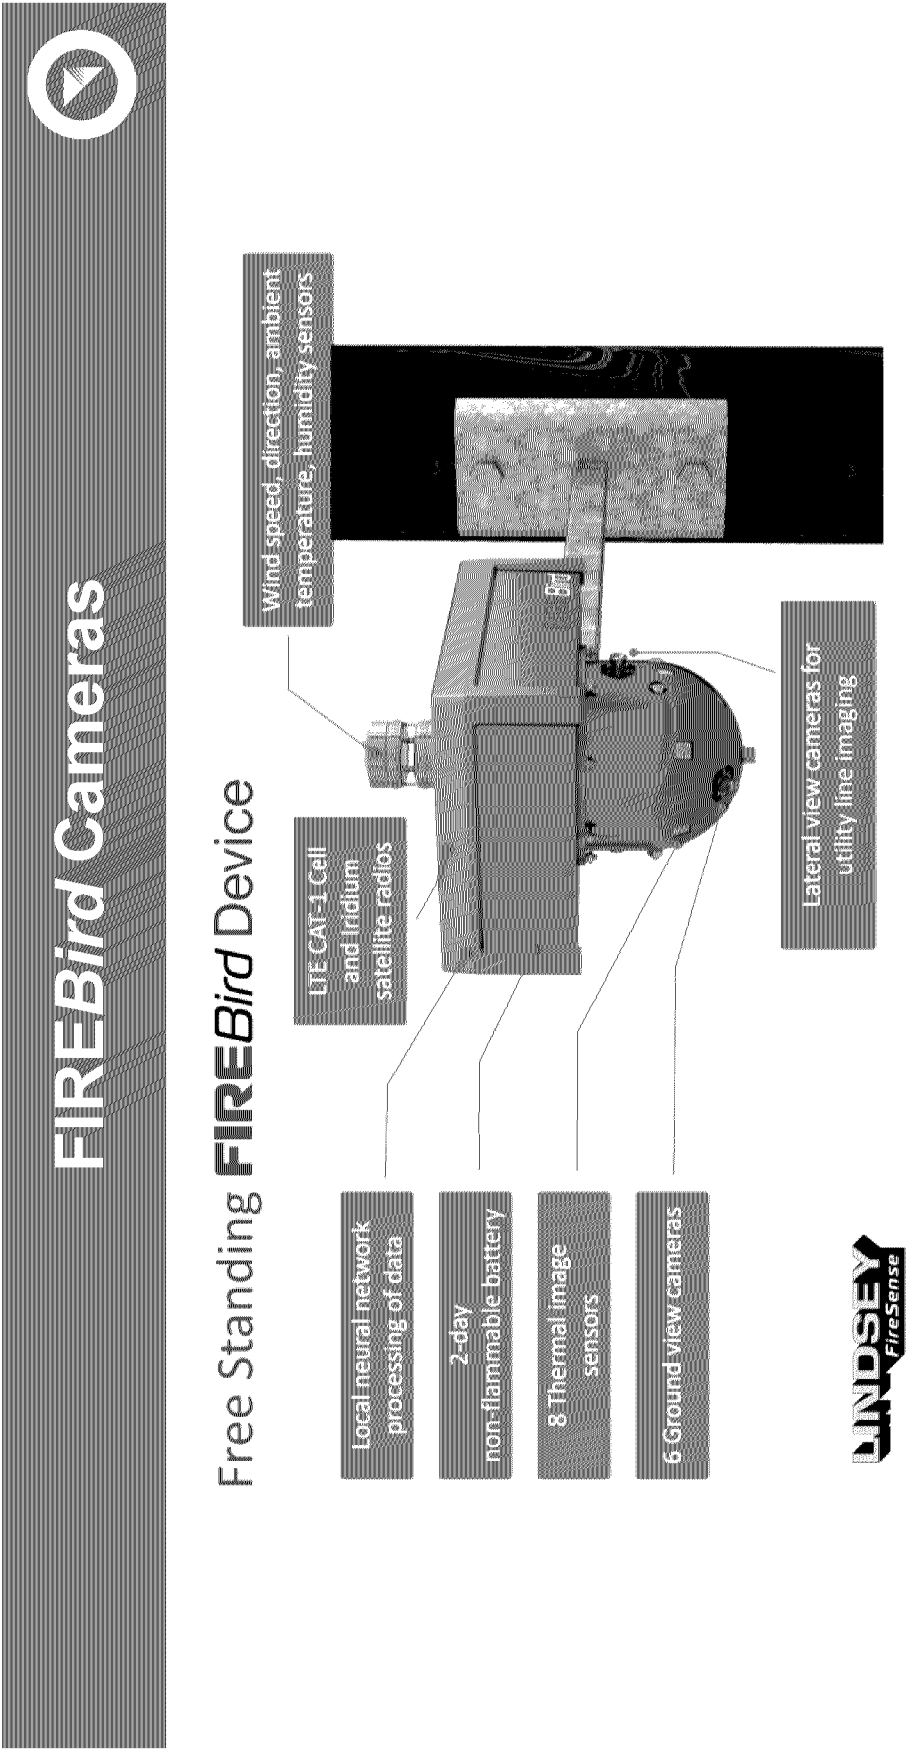 FIREBird Cameras
Free Standing FIREBird Device
Wind speed, direction, ambient
temperature, humidity sensors
LTE CAT-1 Cell
and Iridium
satellite radios
Local neural network
processing of data
2-day
non-flammable battery
8 Thermal image
sensors
6 Ground view cameras
Lateral view cameras for
utility line imaging
Bird
LINDSEY
FireSense